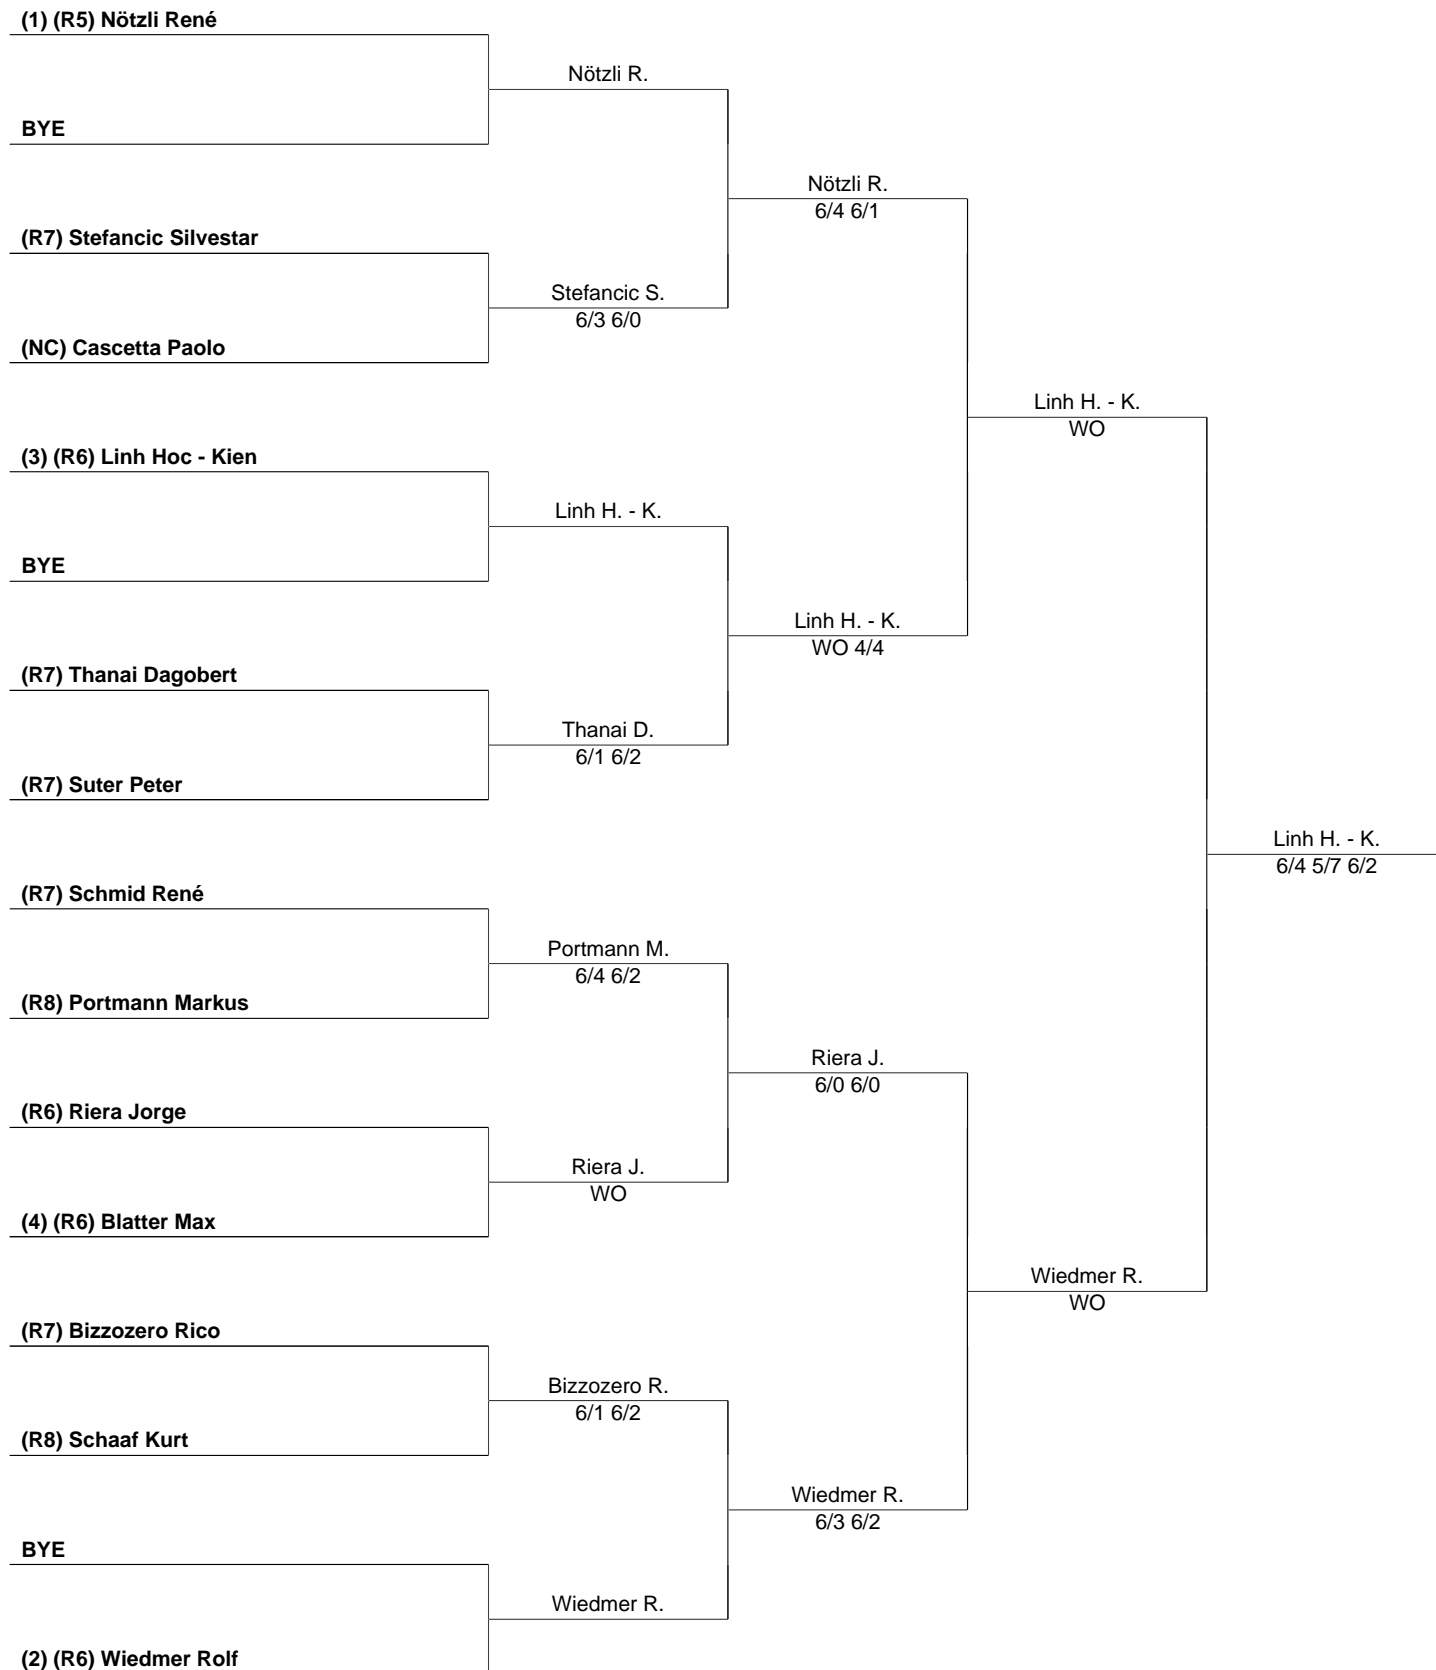 (1) (R5) Nötzli René
Nötzli R.
BYE
Nötzli R.
6/4 6/1
(R7) Stefancic Silvestar
Stefancic S.
6/3 6/0
(NC) Cascetta Paolo
Linh H. - K.
WO
(3) (R6) Linh Hoc - Kien
Linh H. - K.
BYE
Linh H. - K.
WO 4/4
(R7) Thanai Dagobert
Thanai D.
6/1 6/2
(R7) Suter Peter
Linh H. - K.
6/4 5/7 6/2
(R7) Schmid René
Portmann M.
6/4 6/2
(R8) Portmann Markus
Riera J.
6/0 6/0
(R6) Riera Jorge
Riera J.
WO
(4) (R6) Blatter Max
Wiedmer R.
WO
(R7) Bizzozero Rico
Bizzozero R.
6/1 6/2
(R8) Schaaf Kurt
Wiedmer R.
6/3 6/2
BYE
Wiedmer R.
(2) (R6) Wiedmer Rolf